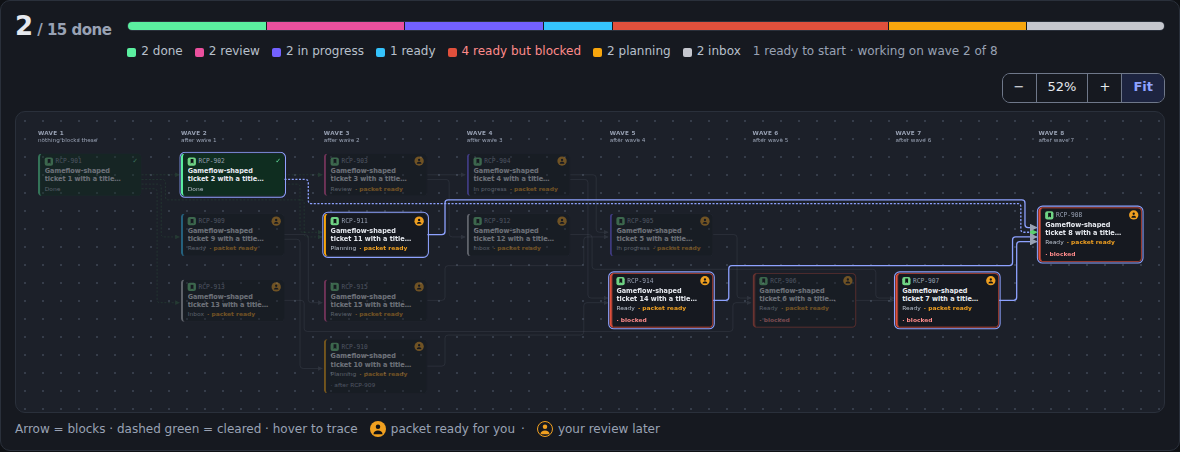 2 / 15 done
2 done 2 review 2 in progress 1 ready 4 ready but blocked 2 planning 2 inbox 1 ready to start · working on wave 2 of 8
− 52% + Fit
WAVE 1
nothing blocks these
WAVE 2
after wave 1
WAVE 3
after wave 2
WAVE 4
after wave 3
WAVE 5
after wave 4
WAVE 6
after wave 5
WAVE 7
after wave 6
WAVE 8
after wave 7
RCP-901 ✓
Gameflow-shaped
ticket 1 with a title…
Done
RCP-902 ✓
Gameflow-shaped
ticket 2 with a title…
Done
RCP-903
Gameflow-shaped
ticket 3 with a title…
Review · packet ready
RCP-904
Gameflow-shaped
ticket 4 with a title…
In progress · packet ready
RCP-909
Gameflow-shaped
ticket 9 with a title…
Ready · packet ready
RCP-911
Gameflow-shaped
ticket 11 with a title…
Planning · packet ready
RCP-912
Gameflow-shaped
ticket 12 with a title…
Inbox · packet ready
RCP-905
Gameflow-shaped
ticket 5 with a title…
In progress · packet ready
RCP-908
Gameflow-shaped
ticket 8 with a title…
Ready · packet ready
· blocked
RCP-913
Gameflow-shaped
ticket 13 with a title…
Inbox · packet ready
RCP-915
Gameflow-shaped
ticket 15 with a title…
Review · packet ready
RCP-914
Gameflow-shaped
ticket 14 with a title…
Ready · packet ready
· blocked
RCP-906
Gameflow-shaped
ticket 6 with a title…
Ready · packet ready
· blocked
RCP-907
Gameflow-shaped
ticket 7 with a title…
Ready · packet ready
· blocked
RCP-910
Gameflow-shaped
ticket 10 with a title…
Planning · packet ready
· after RCP-909
Arrow = blocks · dashed green = cleared · hover to trace packet ready for you · your review later